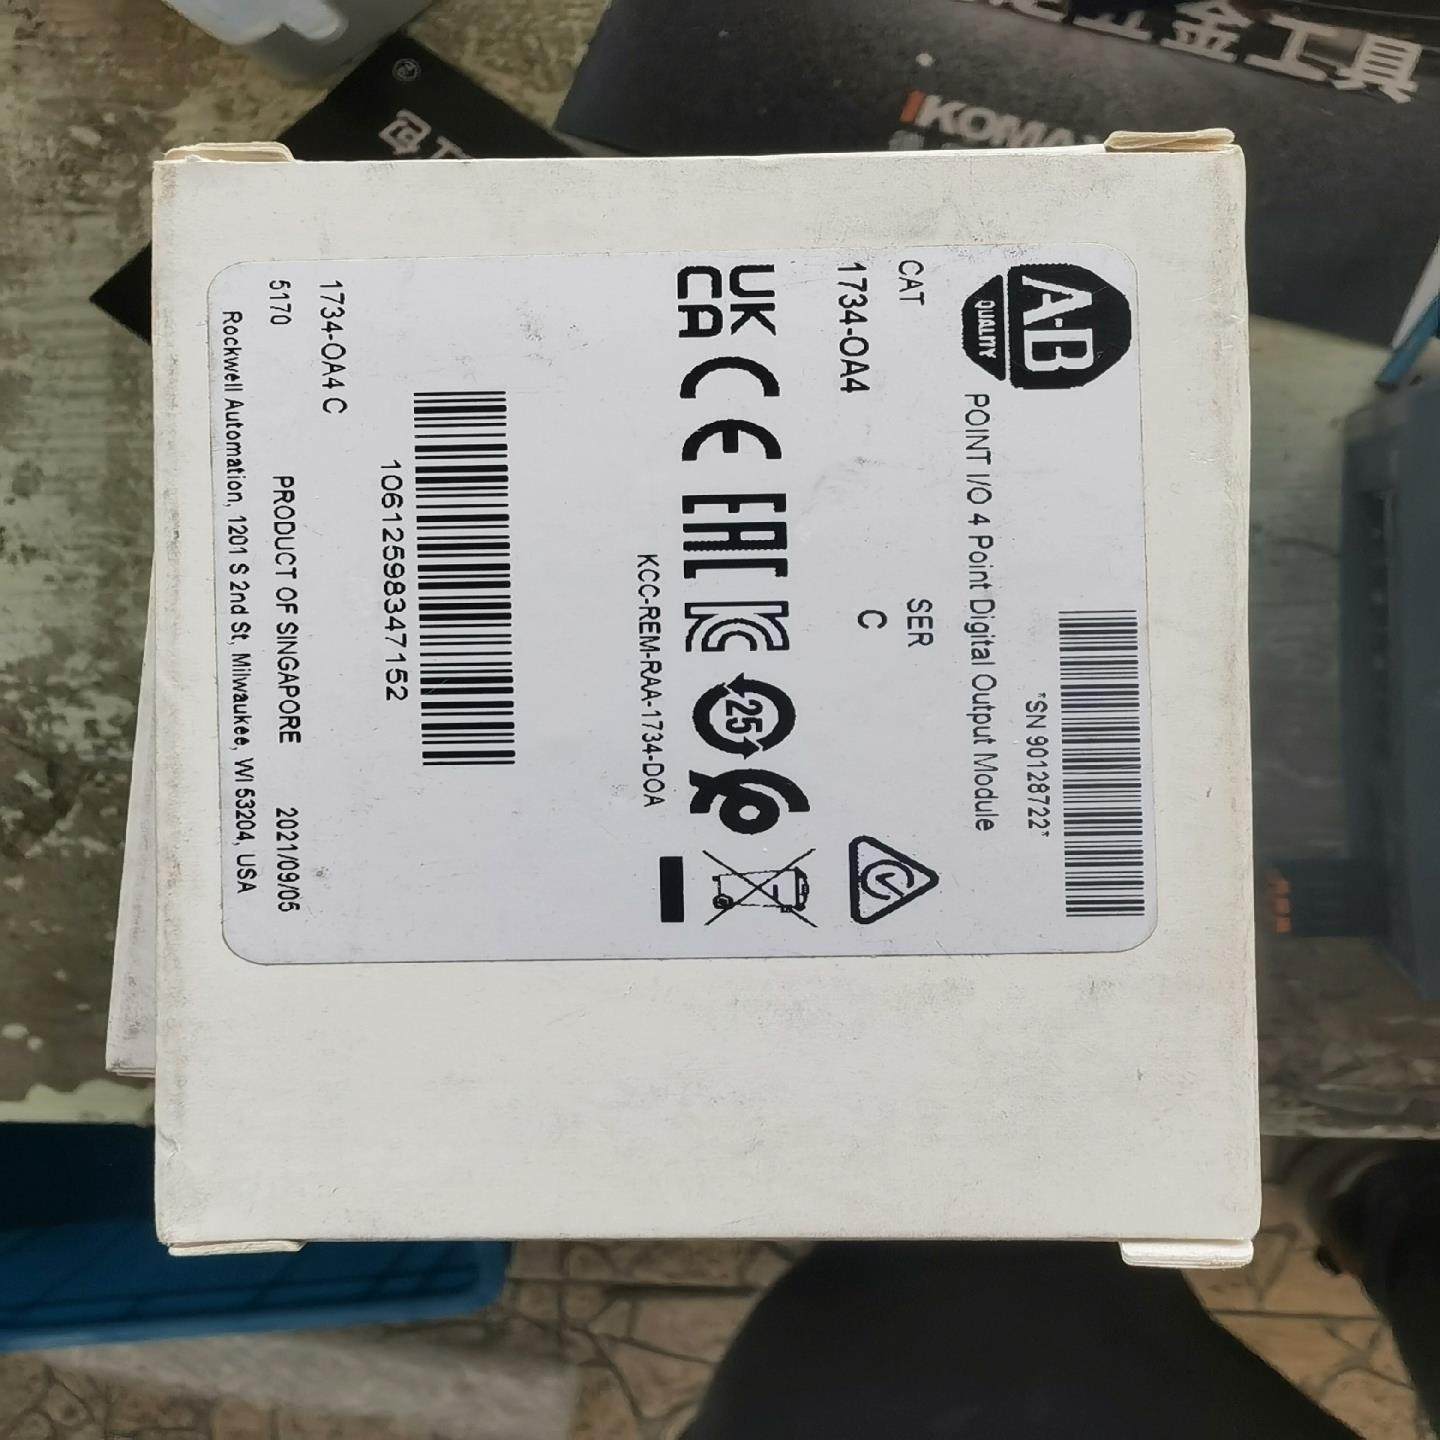 金工具
KOMA
A-B
QUALITY
*SN 90128722*
POINT I/O 4 Point Digital Output Module
CAT
SER
1734-OA4
C
UK
CA
CE
EAC
25
KCC-REM-RAA-1734-DOA
10612598347152
1734-OA4 C
5170
PRODUCT OF SINGAPORE
2021/09/05
Rockwell Automation, 1201 S 2nd St, Milwaukee, WI 53204, USA